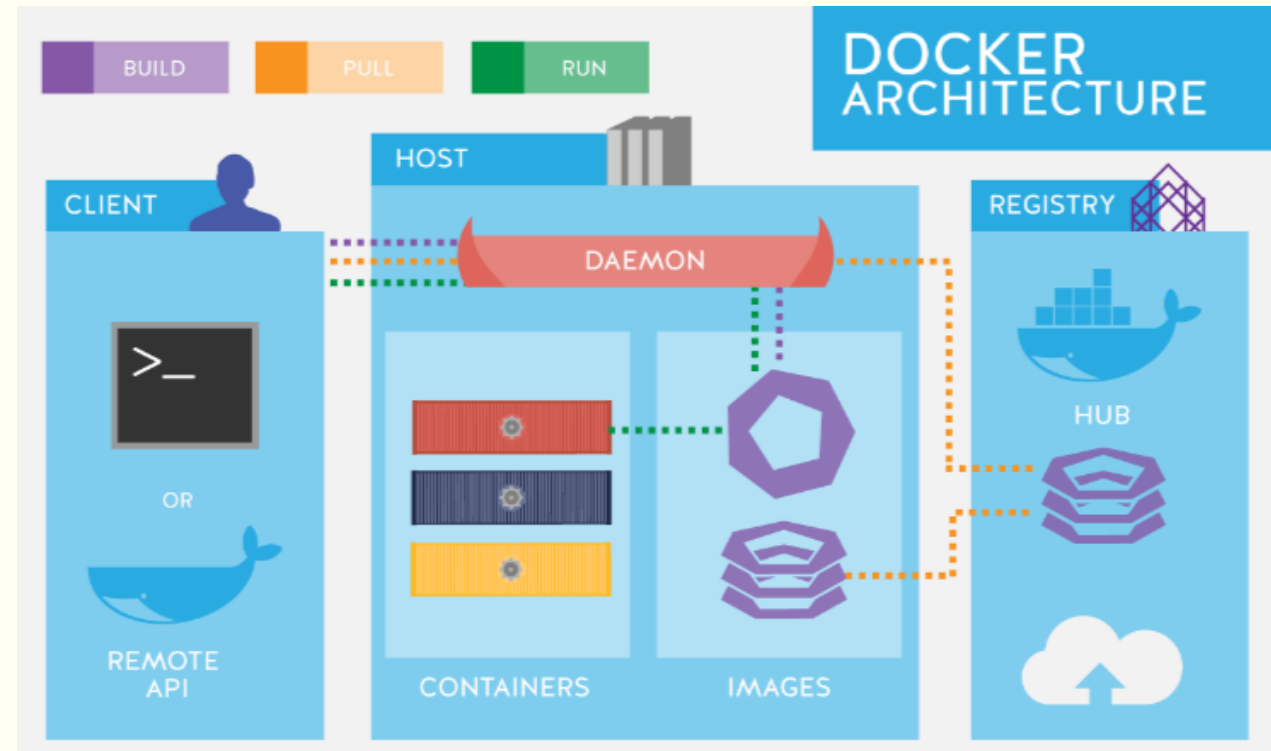 BUILD
PULL
RUN
DOCKER
ARCHITECTURE
HOST
CLIENT
REGISTRY
DAEMON
>_
HUB
OR
REMOTE
API
CONTAINERS
IMAGES